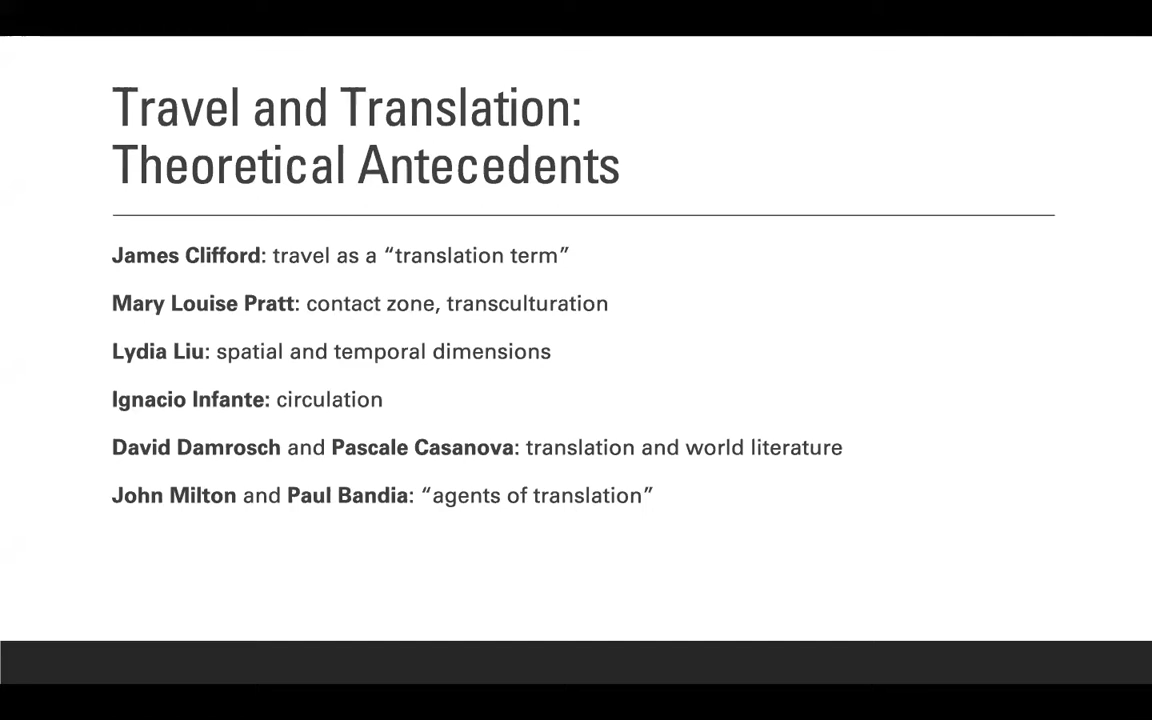 Travel and Translation:
Theoretical Antecedents
James Clifford: travel as a “translation term”
Mary Louise Pratt: contact zone, transculturation
Lydia Liu: spatial and temporal dimensions
Ignacio Infante: circulation
David Damrosch and Pascale Casanova: translation and world literature
John Milton and Paul Bandia: “agents of translation”